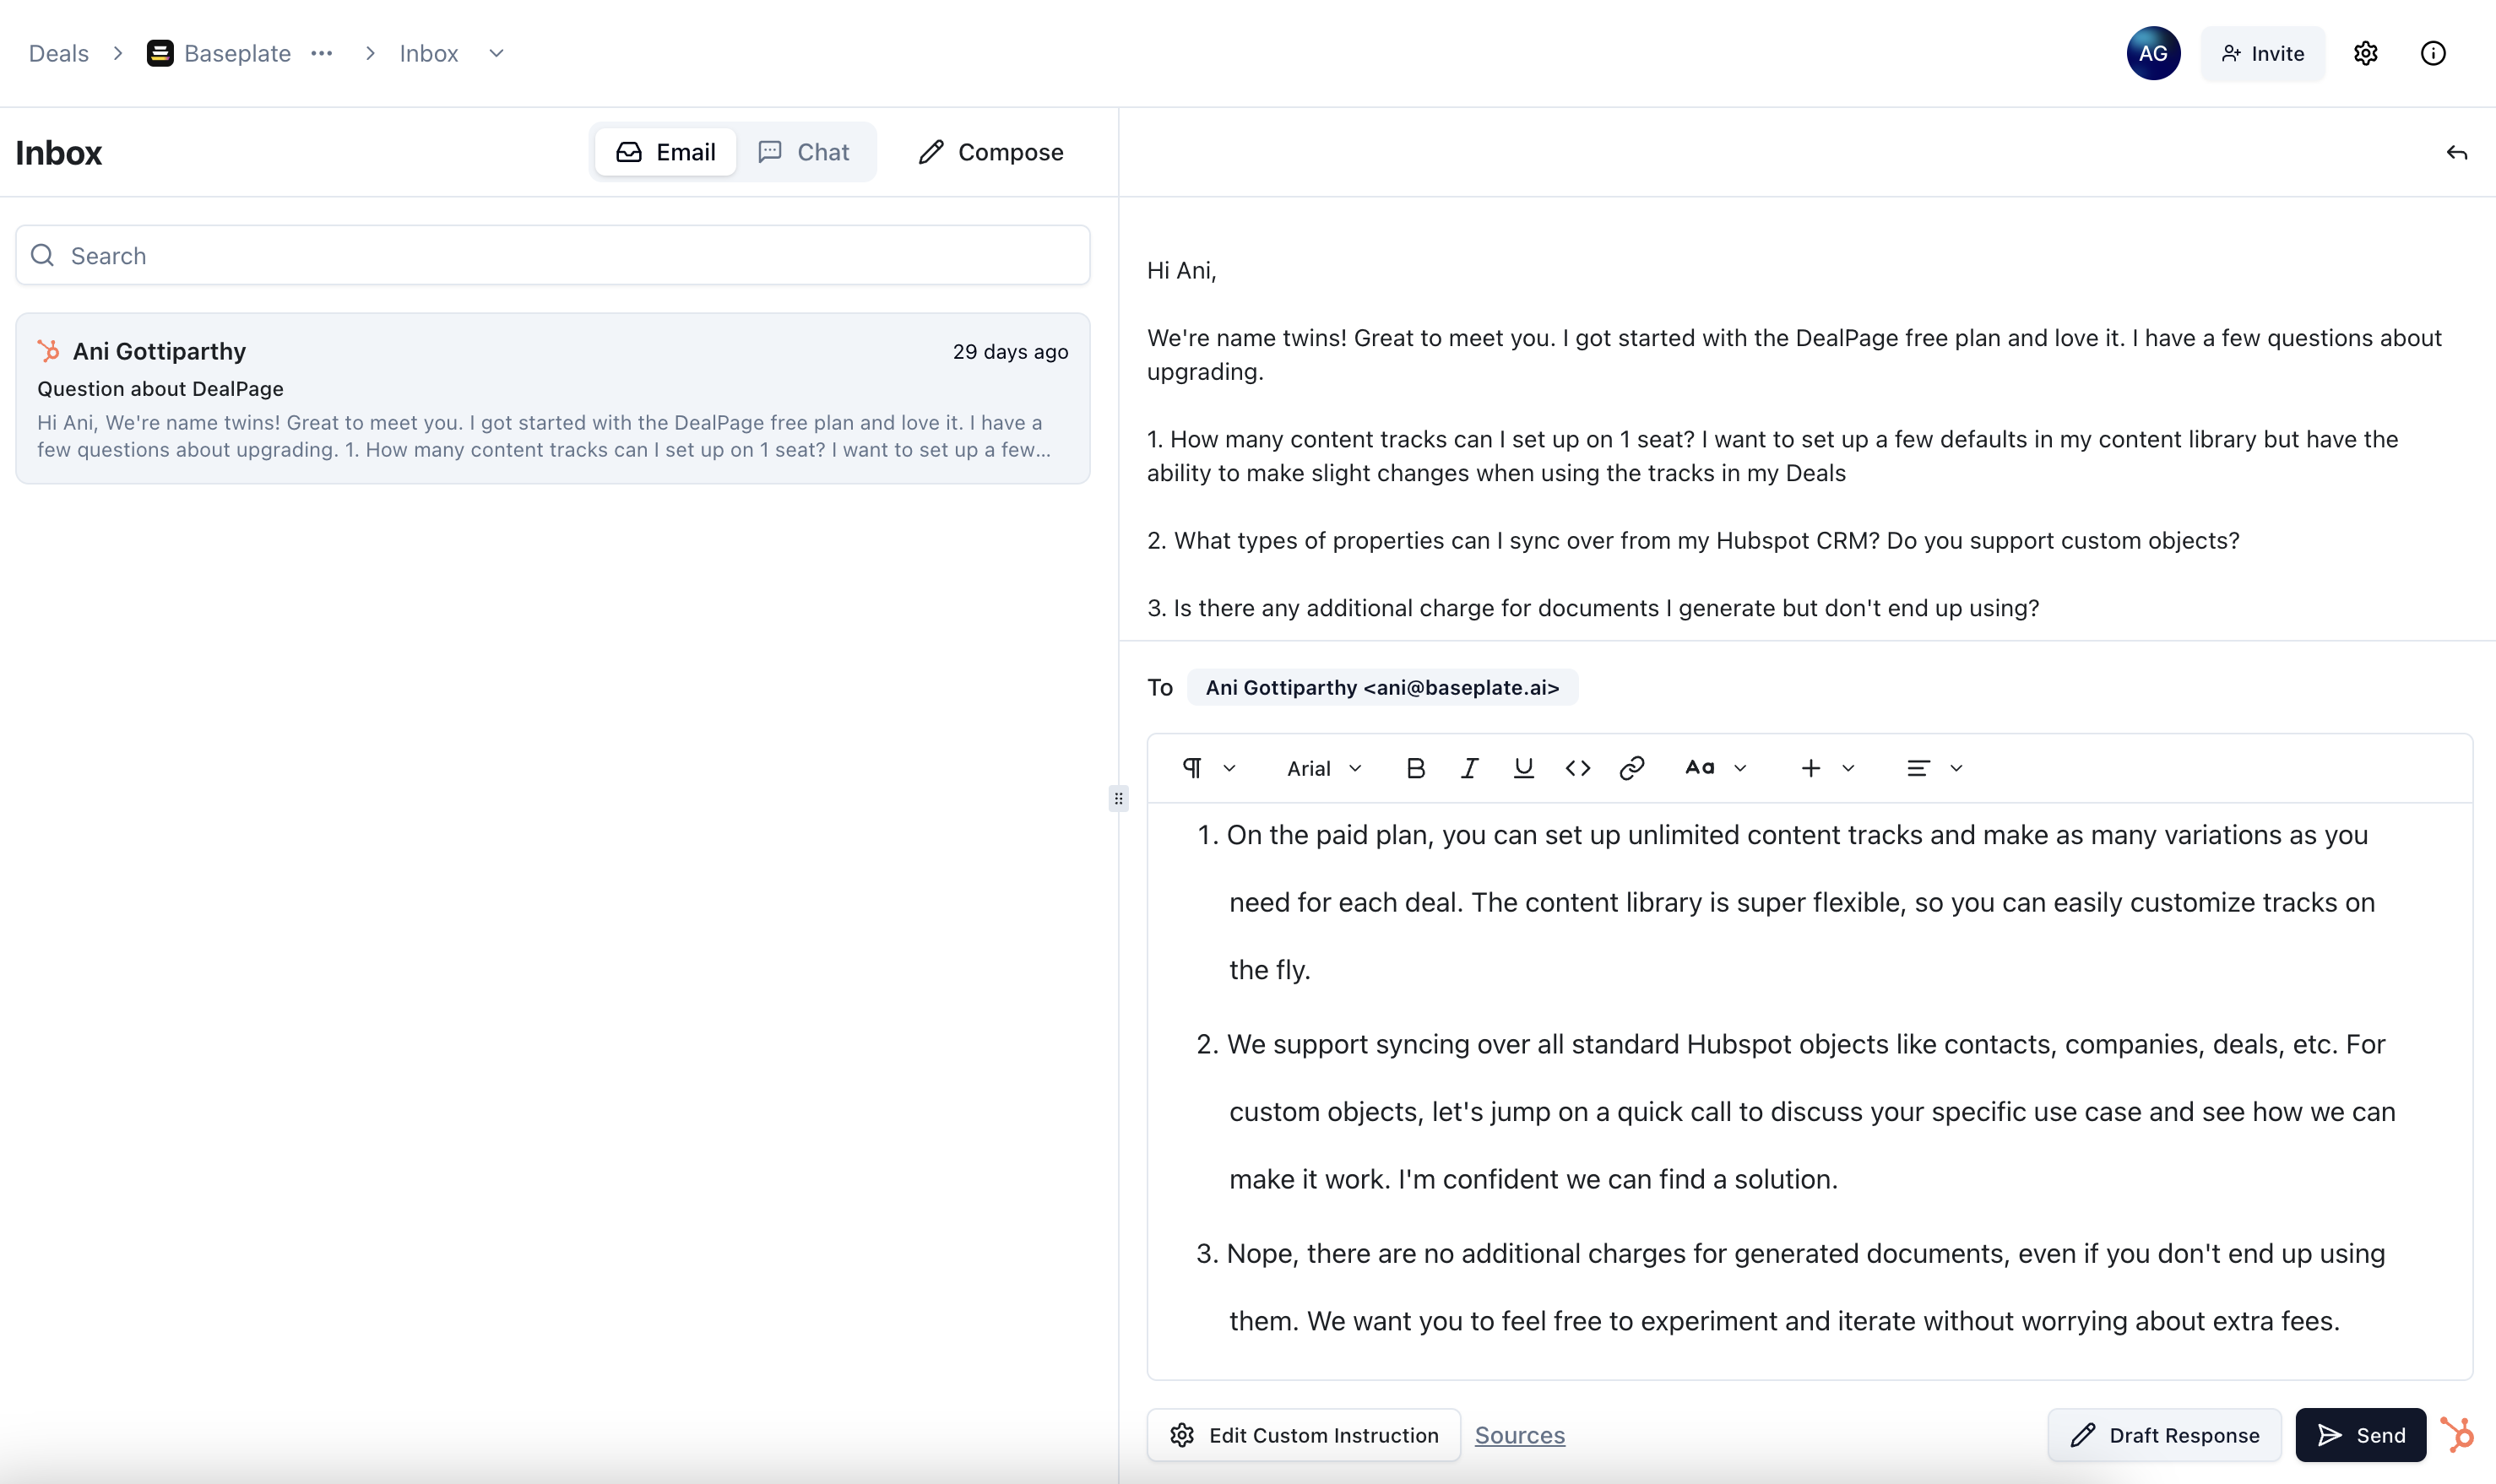 Deals
Baseplate
Inbox
AG
Invite
Inbox
Email
Chat
Compose
Search
Ani Gottiparthy
29 days ago
Question about DealPage
Hi Ani, We're name twins! Great to meet you. I got started with the DealPage free plan and love it. I have a
few questions about upgrading. 1. How many content tracks can I set up on 1 seat? I want to set up a few...
Hi Ani,
We're name twins! Great to meet you. I got started with the DealPage free plan and love it. I have a few questions about
upgrading.
1. How many content tracks can I set up on 1 seat? I want to set up a few defaults in my content library but have the
ability to make slight changes when using the tracks in my Deals
2. What types of properties can I sync over from my Hubspot CRM? Do you support custom objects?
3. Is there any additional charge for documents I generate but don't end up using?
To
Ani Gottiparthy <ani@baseplate.ai>
Arial
B
I
U
Aa
1. On the paid plan, you can set up unlimited content tracks and make as many variations as you
need for each deal. The content library is super flexible, so you can easily customize tracks on
the fly.
2. We support syncing over all standard Hubspot objects like contacts, companies, deals, etc. For
custom objects, let's jump on a quick call to discuss your specific use case and see how we can
make it work. I'm confident we can find a solution.
3. Nope, there are no additional charges for generated documents, even if you don't end up using
them. We want you to feel free to experiment and iterate without worrying about extra fees.
Edit Custom Instruction
Sources
Draft Response
Send